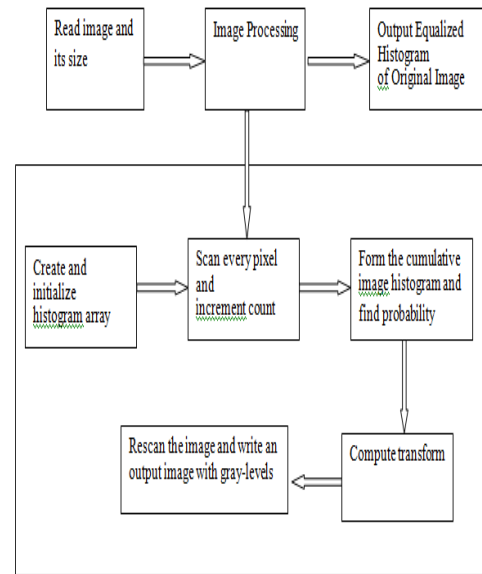 Read image and
its size
Image Processing
Output Equalized
Histogram
of Original Image
Create and
initialize
histogram array
Scan every pixel
and
increment count
Form the cumulative
image histogram and
find probability
Rescan the image and write an
output image with gray-levels
Compute transform